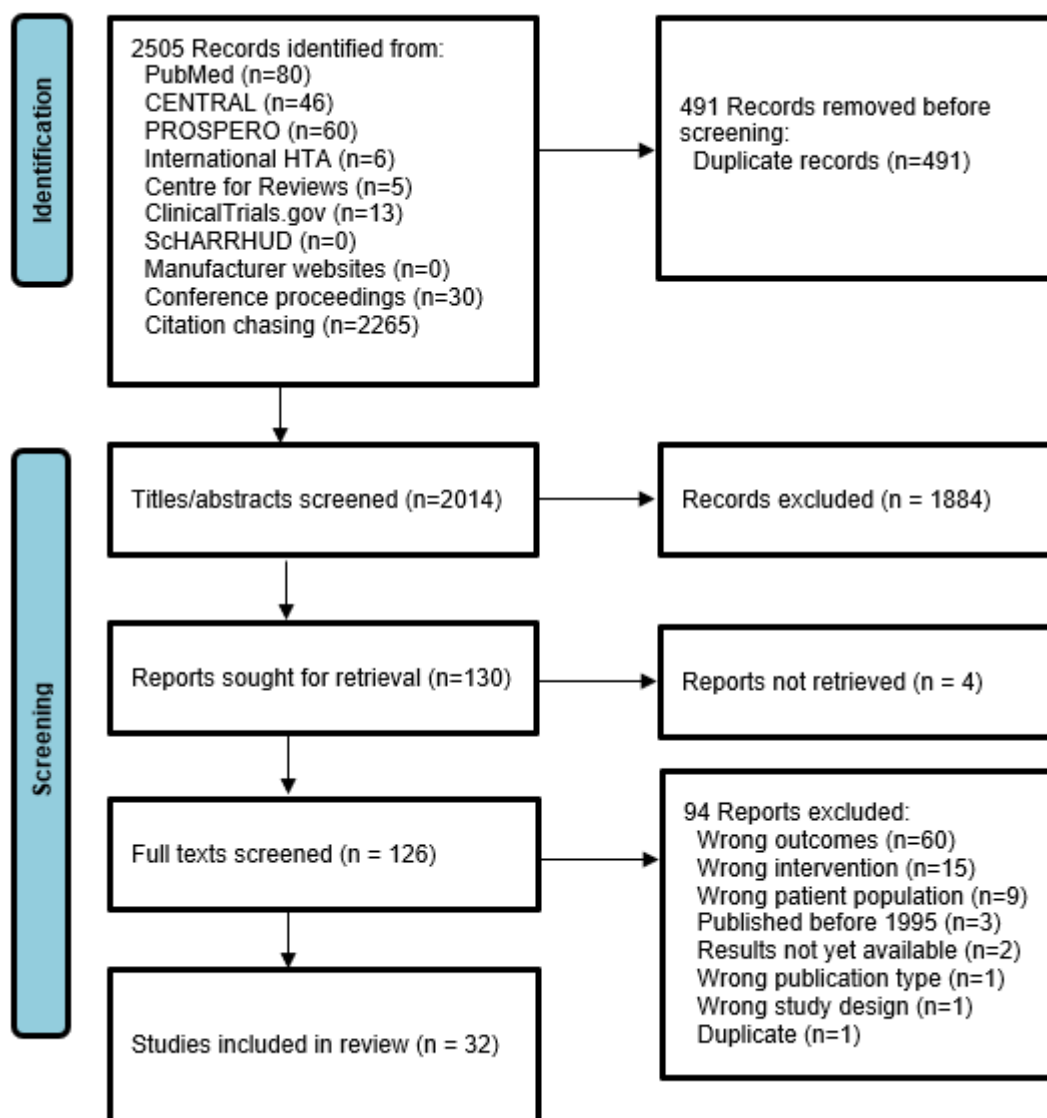 Identification
2505 Records identified from:
PubMed (n=80)
CENTRAL (n=46)
PROSPERO (n=60)
International HTA (n=6)
Centre for Reviews (n=5)
ClinicalTrials.gov (n=13)
ScHARRHUD (n=0)
Manufacturer websites (n=0)
Conference proceedings (n=30)
Citation chasing (n=2265)
491 Records removed before
screening:
Duplicate records (n=491)
Screening
Titles/abstracts screened (n=2014)
Records excluded (n = 1884)
Reports sought for retrieval (n=130)
Reports not retrieved (n = 4)
Full texts screened (n = 126)
94 Reports excluded:
Wrong outcomes (n=60)
Wrong intervention (n=15)
Wrong patient population (n=9)
Published before 1995 (n=3)
Results not yet available (n=2)
Wrong publication type (n=1)
Wrong study design (n=1)
Duplicate (n=1)
Studies included in review (n = 32)